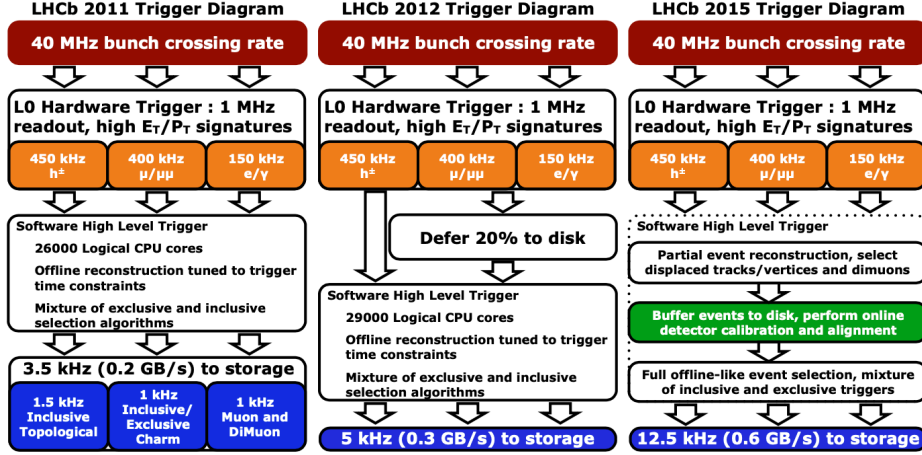 LHCb 2011 Trigger Diagram
40 MHz bunch crossing rate
L0 Hardware Trigger : 1 MHz
readout, high ET/PT signatures
450 kHz
h±
400 kHz
μ/μμ
150 kHz
e/γ
Software High Level Trigger
26000 Logical CPU cores
Offline reconstruction tuned to trigger
time constraints
Mixture of exclusive and inclusive
selection algorithms
3.5 kHz (0.2 GB/s) to storage
1.5 kHz
Inclusive
Topological
1 kHz
Inclusive/
Exclusive
Charm
1 kHz
Muon and
DiMuon
LHCb 2012 Trigger Diagram
40 MHz bunch crossing rate
L0 Hardware Trigger : 1 MHz
readout, high ET/PT signatures
450 kHz
h±
400 kHz
μ/μμ
150 kHz
e/γ
Defer 20% to disk
Software High Level Trigger
29000 Logical CPU cores
Offline reconstruction tuned to trigger
time constraints
Mixture of exclusive and inclusive
selection algorithms
5 kHz (0.3 GB/s) to storage
LHCb 2015 Trigger Diagram
40 MHz bunch crossing rate
L0 Hardware Trigger : 1 MHz
readout, high ET/PT signatures
450 kHz
h±
400 kHz
μ/μμ
150 kHz
e/γ
Software High Level Trigger
Partial event reconstruction, select
displaced tracks/vertices and dimuons
Buffer events to disk, perform online
detector calibration and alignment
Full offline-like event selection, mixture
of inclusive and exclusive triggers
12.5 kHz (0.6 GB/s) to storage